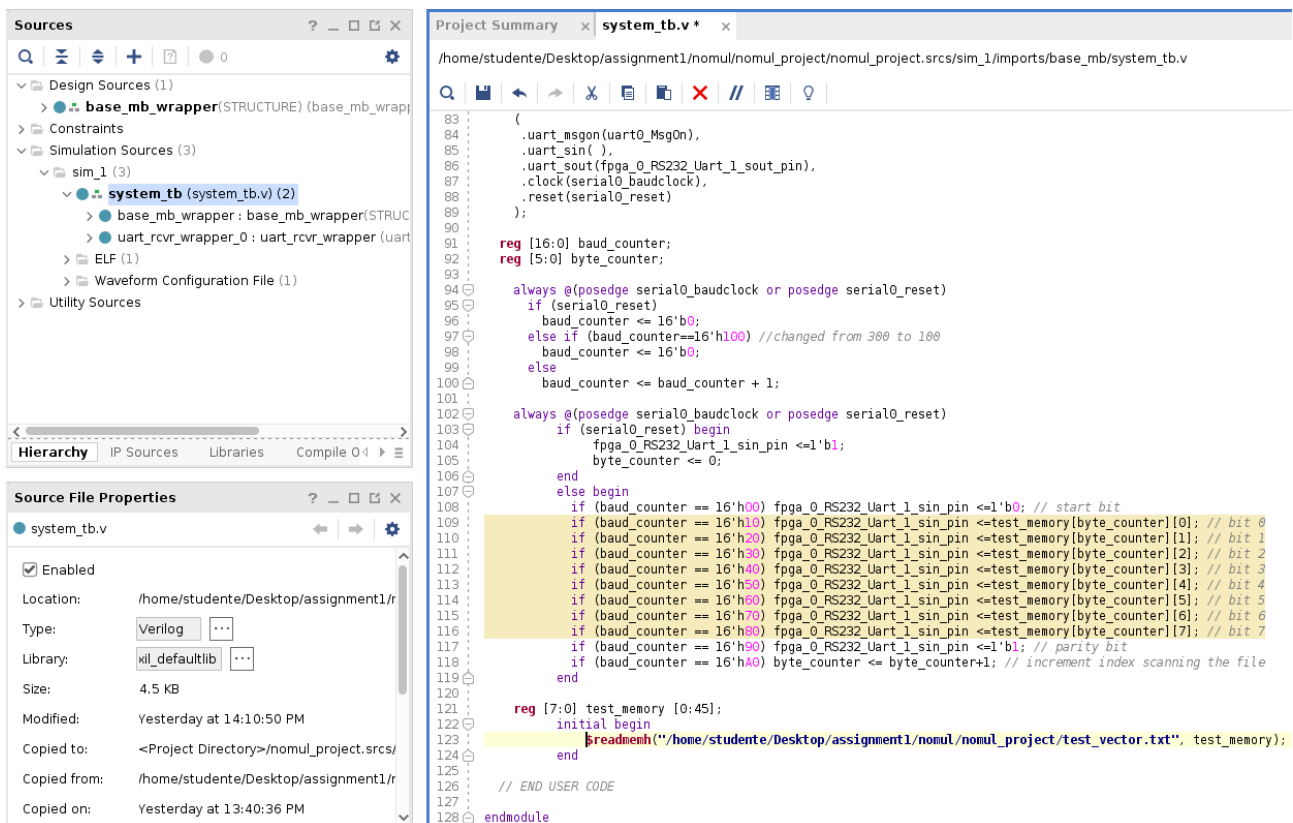 Sources
? _ □ X
0
Design Sources (1)
base_mb_wrapper(STRUCTURE) (base_mb_wrapp
Constraints
Simulation Sources (3)
sim_1 (3)
system_tb (system_tb.v) (2)
base_mb_wrapper : base_mb_wrapper(STRUC
uart_rcvr_wrapper_0 : uart_rcvr_wrapper (uart
ELF (1)
Waveform Configuration File (1)
Utility Sources
Hierarchy IP Sources Libraries Compile O
Source File Properties
? _ □ X
system_tb.v
Enabled
Location: /home/studente/Desktop/assignment1/r
Type: Verilog ...
Library: xil_defaultlib ...
Size: 4.5 KB
Modified: Yesterday at 14:10:50 PM
Copied to: <Project Directory>/nomul_project.srcs/
Copied from: /home/studente/Desktop/assignment1/r
Copied on: Yesterday at 13:40:36 PM
Project Summary x system_tb.v * x
/home/studente/Desktop/assignment1/nomul/nomul_project/nomul_project.srcs/sim_1/imports/base_mb/system_tb.v
83 (
84 .uart_msgon(uart0_MsgOn),
85 .uart_sin( ),
86 .uart_sout(fpga_0_RS232_Uart_1_sout_pin),
87 .clock(serial0_baudclock),
88 .reset(serial0_reset)
89 );
90
91 reg [16:0] baud_counter;
92 reg [5:0] byte_counter;
93
94 always @(posedge serial0_baudclock or posedge serial0_reset)
95 if (serial0_reset)
96 baud_counter <= 16'b0;
97 else if (baud_counter==16'h100) //changed from 300 to 100
98 baud_counter <= 16'b0;
99 else
100 baud_counter <= baud_counter + 1;
101
102 always @(posedge serial0_baudclock or posedge serial0_reset)
103 if (serial0_reset) begin
104 fpga_0_RS232_Uart_1_sin_pin <=1'b1;
105 byte_counter <= 0;
106 end
107 else begin
108 if (baud_counter == 16'h00) fpga_0_RS232_Uart_1_sin_pin <=1'b0; // start bit
109 if (baud_counter == 16'h10) fpga_0_RS232_Uart_1_sin_pin <=test_memory[byte_counter][0]; // bit 0
110 if (baud_counter == 16'h20) fpga_0_RS232_Uart_1_sin_pin <=test_memory[byte_counter][1]; // bit 1
111 if (baud_counter == 16'h30) fpga_0_RS232_Uart_1_sin_pin <=test_memory[byte_counter][2]; // bit 2
112 if (baud_counter == 16'h40) fpga_0_RS232_Uart_1_sin_pin <=test_memory[byte_counter][3]; // bit 3
113 if (baud_counter == 16'h50) fpga_0_RS232_Uart_1_sin_pin <=test_memory[byte_counter][4]; // bit 4
114 if (baud_counter == 16'h60) fpga_0_RS232_Uart_1_sin_pin <=test_memory[byte_counter][5]; // bit 5
115 if (baud_counter == 16'h70) fpga_0_RS232_Uart_1_sin_pin <=test_memory[byte_counter][6]; // bit 6
116 if (baud_counter == 16'h80) fpga_0_RS232_Uart_1_sin_pin <=test_memory[byte_counter][7]; // bit 7
117 if (baud_counter == 16'h90) fpga_0_RS232_Uart_1_sin_pin <=1'b1; // parity bit
118 if (baud_counter == 16'hA0) byte_counter <= byte_counter+1; // increment index scanning the file
119 end
120
121 reg [7:0] test_memory [0:45];
122 initial begin
123 $readmemh("/home/studente/Desktop/assignment1/nomul/nomul_project/test_vector.txt", test_memory);
124 end
125
126 // END USER CODE
127
128 endmodule